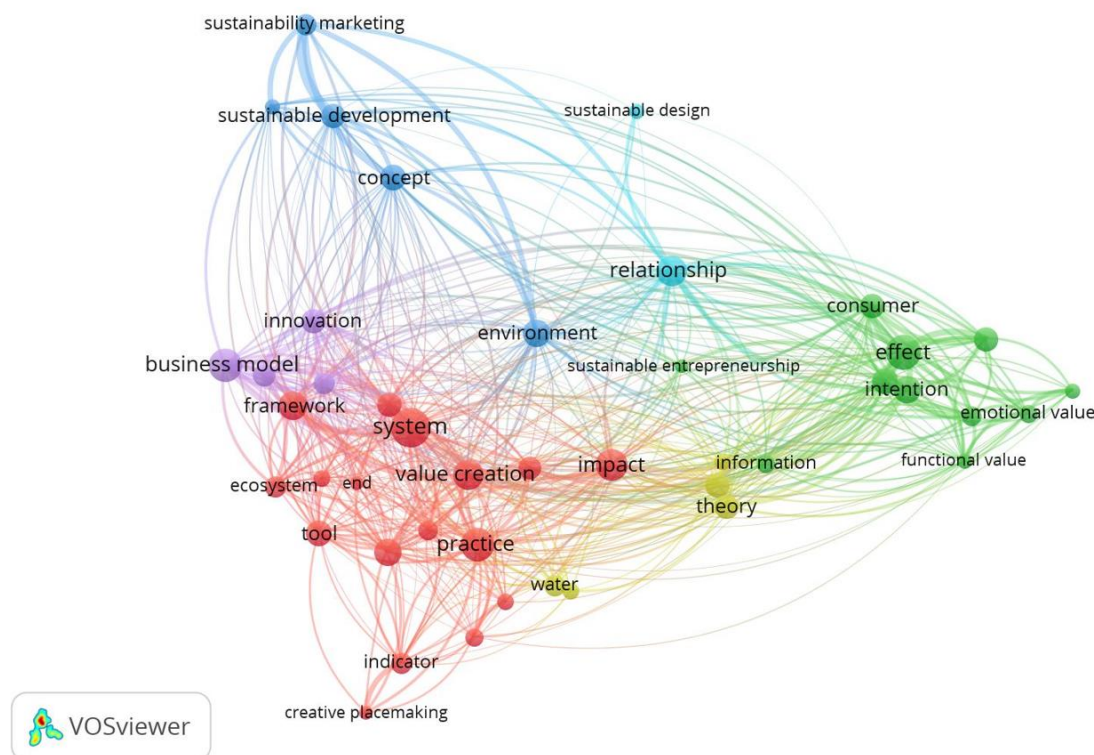 sustainability marketing
sustainable development
sustainable design
concept
relationship
consumer
innovation
environment
effect
business model
sustainable entrepreneurship
intention
framework
emotional value
system
functional value
information
impact
value creation
ecosystem
end
theory
tool
practice
water
indicator
creative placemaking
VOSviewer